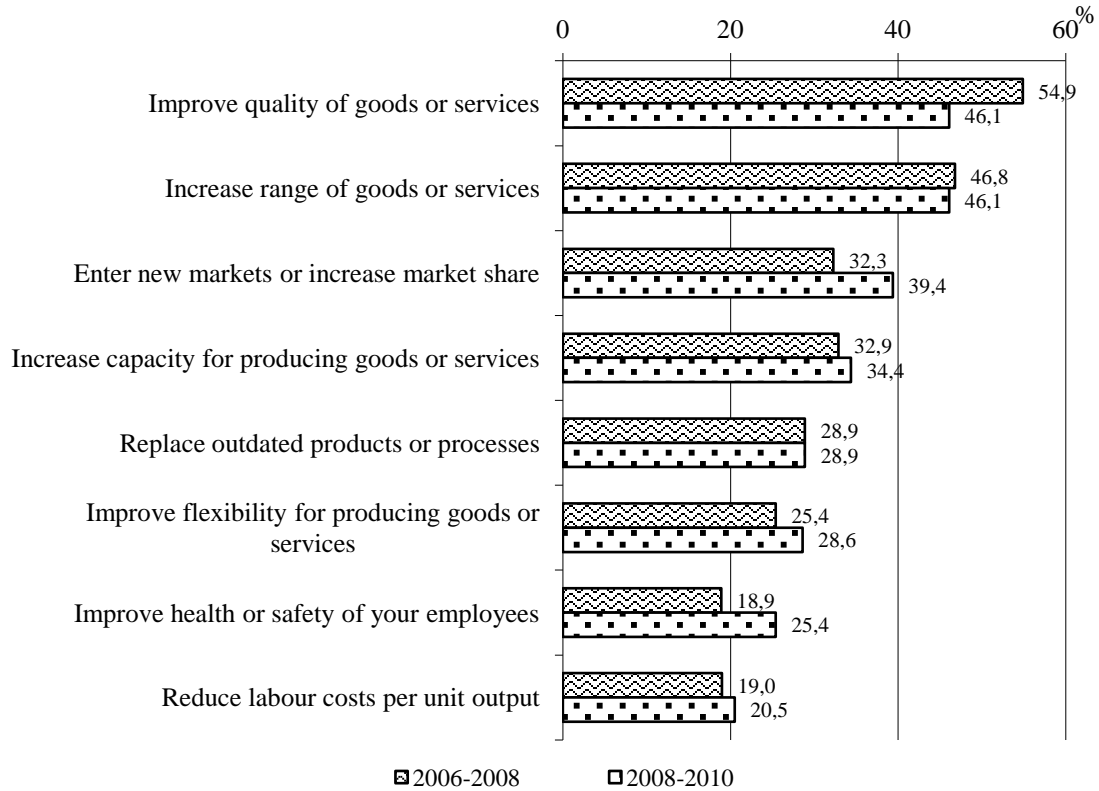 %
0 20 40 60
Improve quality of goods or services
54,9
46,1
Increase range of goods or services
46,8
46,1
Enter new markets or increase market share
32,3
39,4
Increase capacity for producing goods or services
32,9
34,4
Replace outdated products or processes
28,9
28,9
Improve flexibility for producing goods or
services
25,4
28,6
Improve health or safety of your employees
18,9
25,4
Reduce labour costs per unit output
19,0
20,5
2006-2008 2008-2010